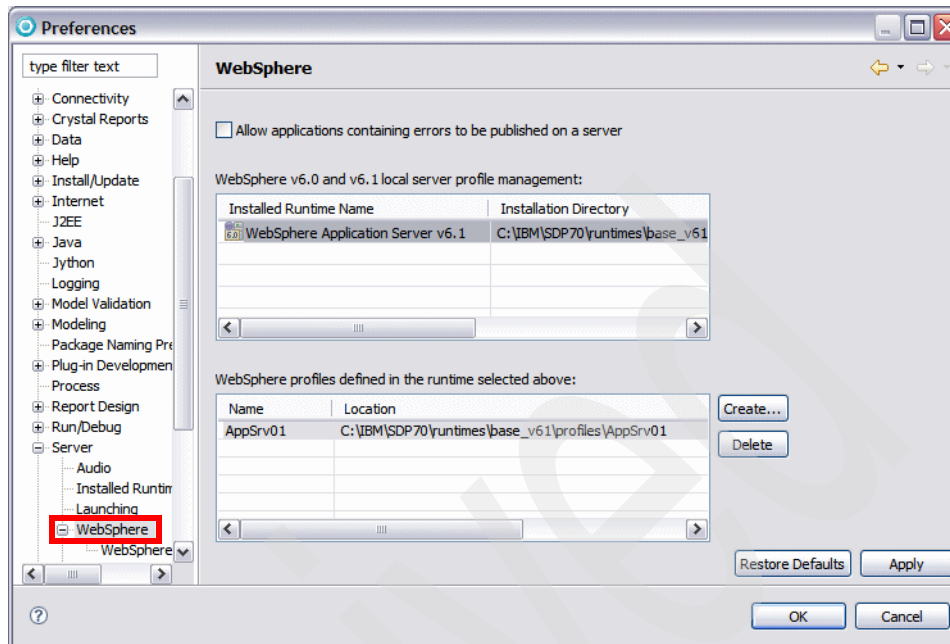 Preferences
type filter text
WebSphere
Connectivity
Crystal Reports
Data
Help
Install/Update
Internet
J2EE
Java
Jython
Logging
Model Validation
Modeling
Package Naming Pre
Plug-in Developmen
Process
Report Design
Run/Debug
Server
Audio
Installed Runtim
Launching
WebSphere
WebSphere
Allow applications containing errors to be published on a server
WebSphere v6.0 and v6.1 local server profile management:
Installed Runtime Name Installation Directory
6.0 WebSphere Application Server v6.1 C:\IBM\SDP70\runtimes\base_v61
WebSphere profiles defined in the runtime selected above:
Name Location
AppSrv01 C:\IBM\SDP70\runtimes\base_v61\profiles\AppSrv01
Create...
Delete
Restore Defaults Apply
? OK Cancel